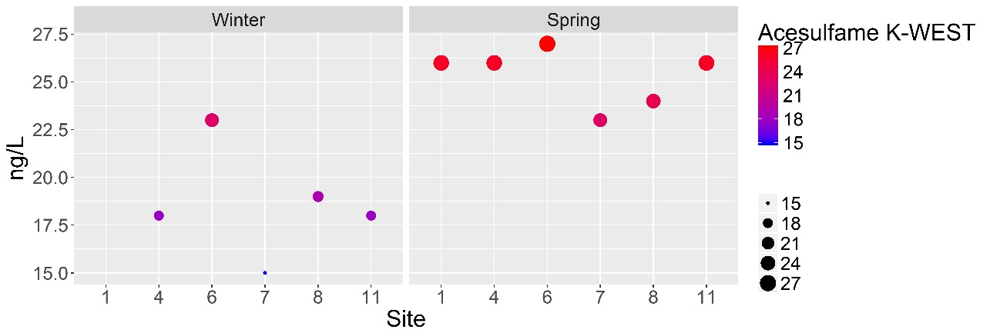 Winter
Spring
ng/L
27.5
25.0
22.5
20.0
17.5
15.0
1 4 6 7 8 11
1 4 6 7 8 11
Site
Acesulfame K-WEST
27
24
21
18
15
15
18
21
24
27